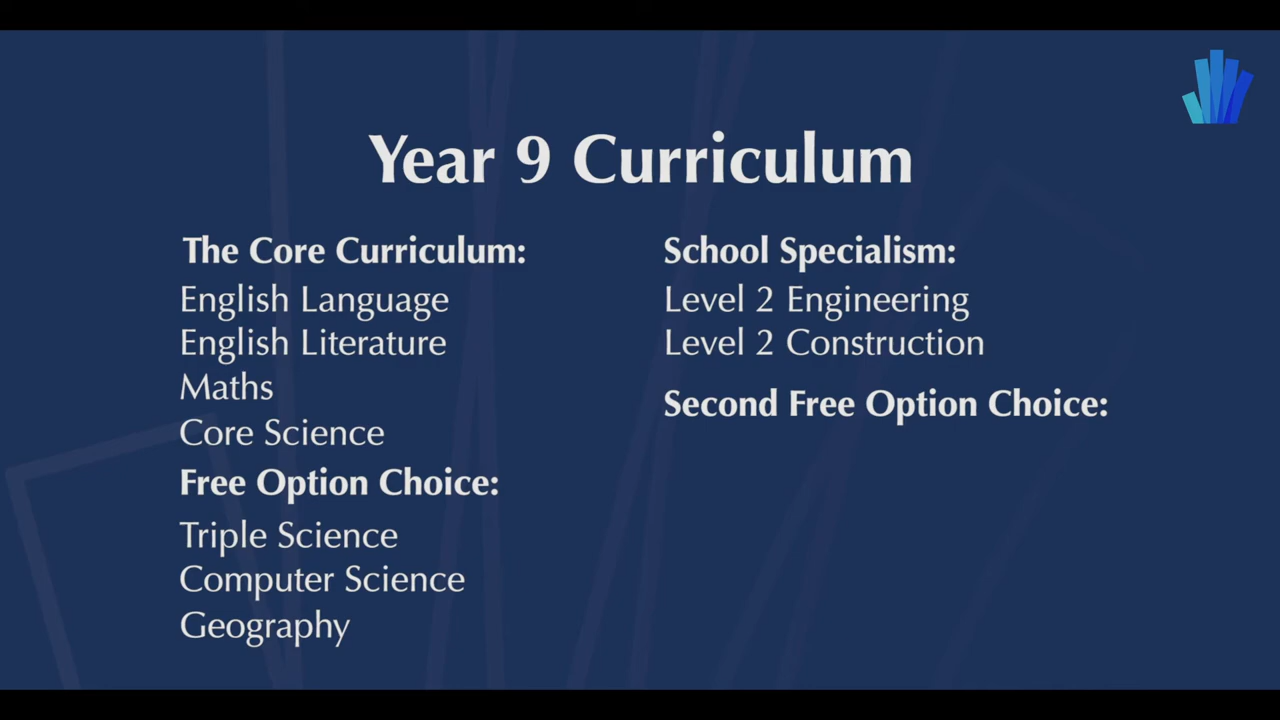 Year 9 Curriculum
The Core Curriculum:
English Language
English Literature
Maths
Core Science
Free Option Choice:
Triple Science
Computer Science
Geography
School Specialism:
Level 2 Engineering
Level 2 Construction
Second Free Option Choice: